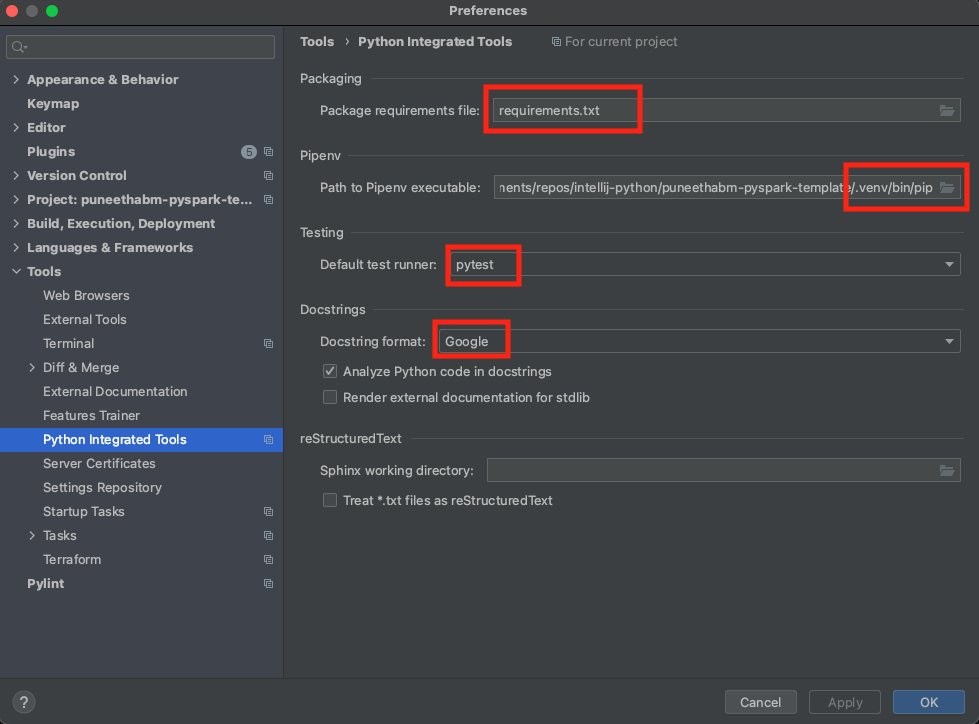 Preferences
Appearance & Behavior
Keymap
Editor
Plugins 5
Version Control
Project: puneethabm-pyspark-te...
Build, Execution, Deployment
Languages & Frameworks
Tools
Web Browsers
External Tools
Terminal
Diff & Merge
External Documentation
Features Trainer
Python Integrated Tools
Server Certificates
Settings Repository
Startup Tasks
Tasks
Terraform
Pylint
Tools › Python Integrated Tools For current project
Packaging
Package requirements file: requirements.txt
Pipenv
Path to Pipenv executable: nents/repos/intellij-python/puneethabm-pyspark-template/.venv/bin/pip
Testing
Default test runner: pytest
Docstrings
Docstring format: Google
Analyze Python code in docstrings
Render external documentation for stdlib
reStructuredText
Sphinx working directory:
Treat *.txt files as reStructuredText
?
Cancel Apply OK